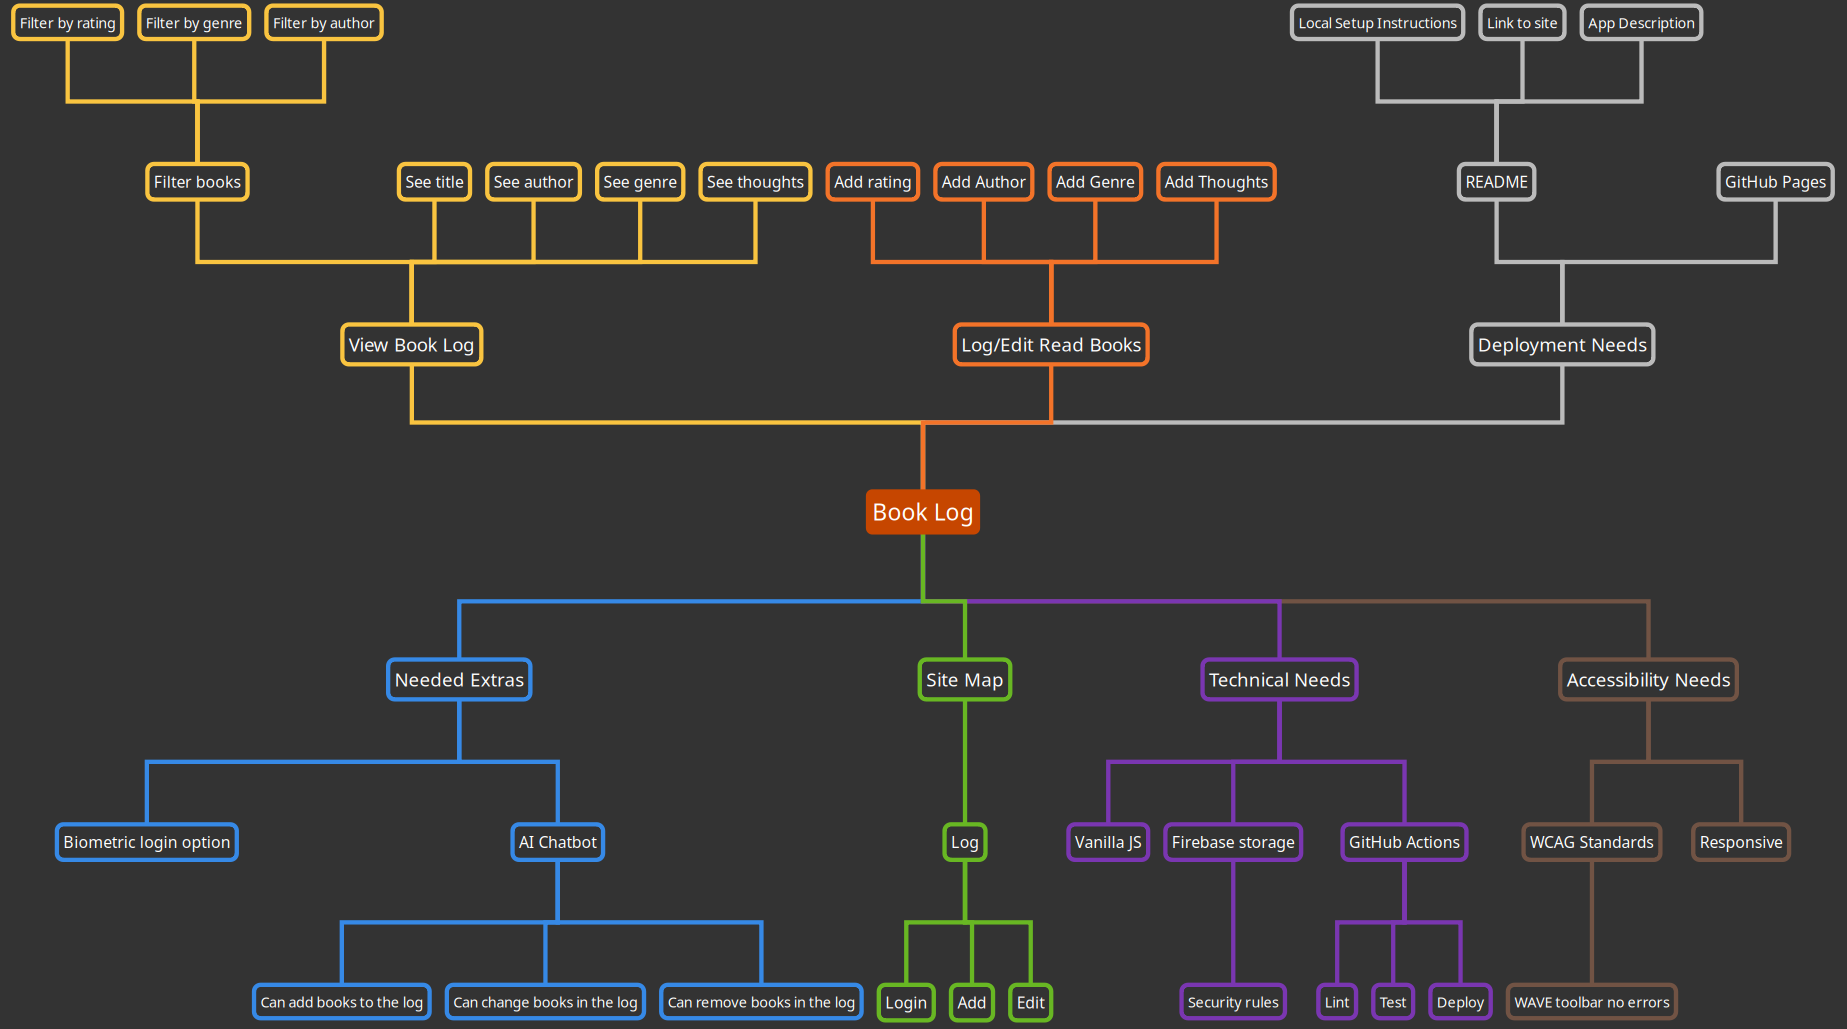 Filter by rating
Filter by genre
Filter by author
Local Setup Instructions
Link to site
App Description
Filter books
See title
See author
See genre
See thoughts
Add rating
Add Author
Add Genre
Add Thoughts
README
GitHub Pages
View Book Log
Log/Edit Read Books
Deployment Needs
Book Log
Needed Extras
Site Map
Technical Needs
Accessibility Needs
Biometric login option
AI Chatbot
Log
Vanilla JS
Firebase storage
GitHub Actions
WCAG Standards
Responsive
Can add books to the log
Can change books in the log
Can remove books in the log
Login
Add
Edit
Security rules
Lint
Test
Deploy
WAVE toolbar no errors